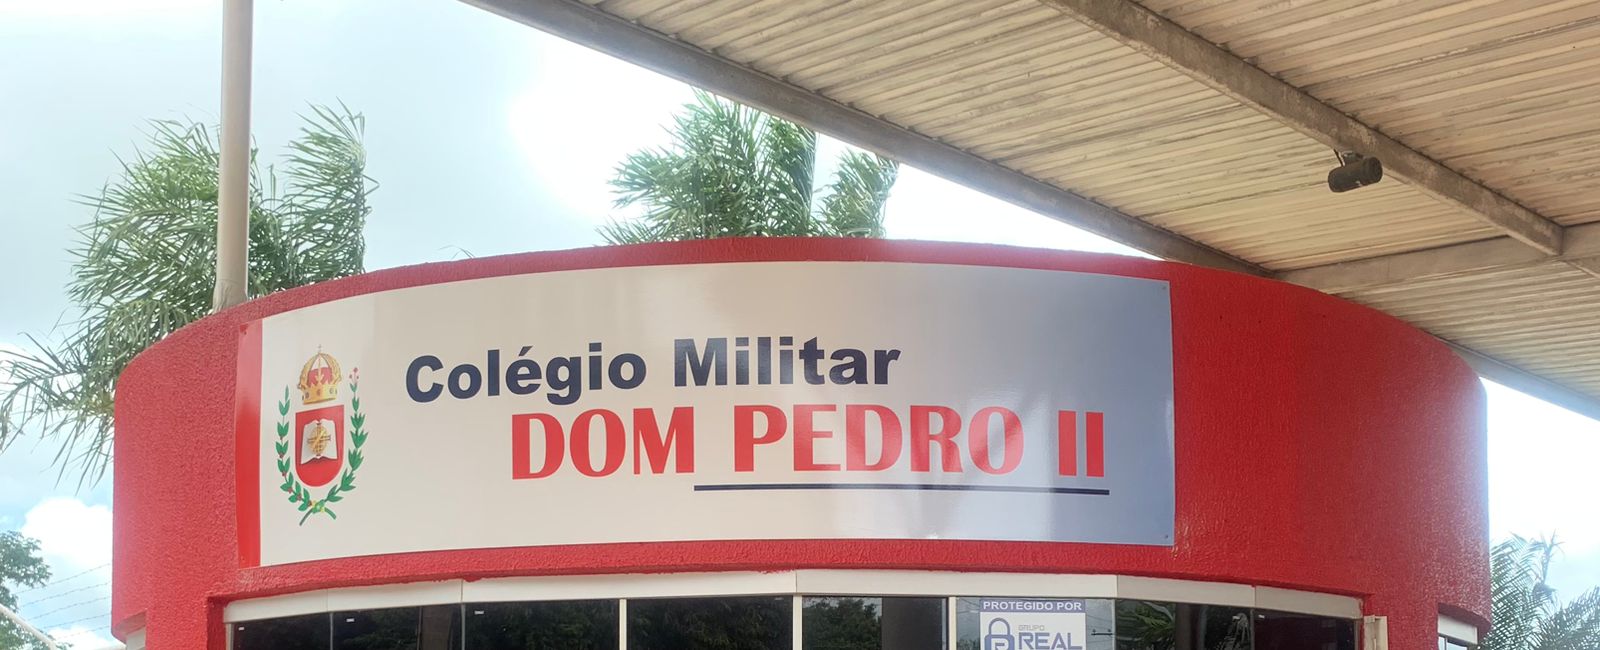 Colégio Militar
DOM PEDRO II
PROTEGIDO POR
GRUPO
REAL